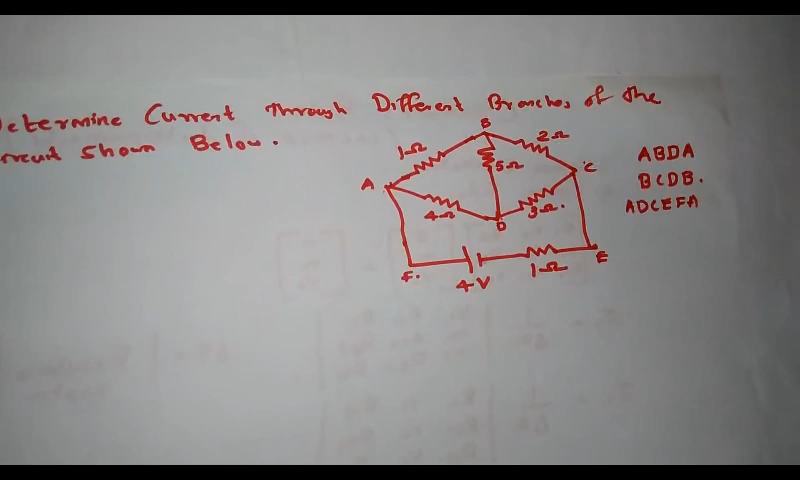 etermine Current Through Different Branches of the
rcuit Shown Below.
B
1Ω
2Ω
5Ω
A
C
4Ω
3Ω.
D
F.
4V
1Ω
E
ABDA
BCDB.
ADCEFA